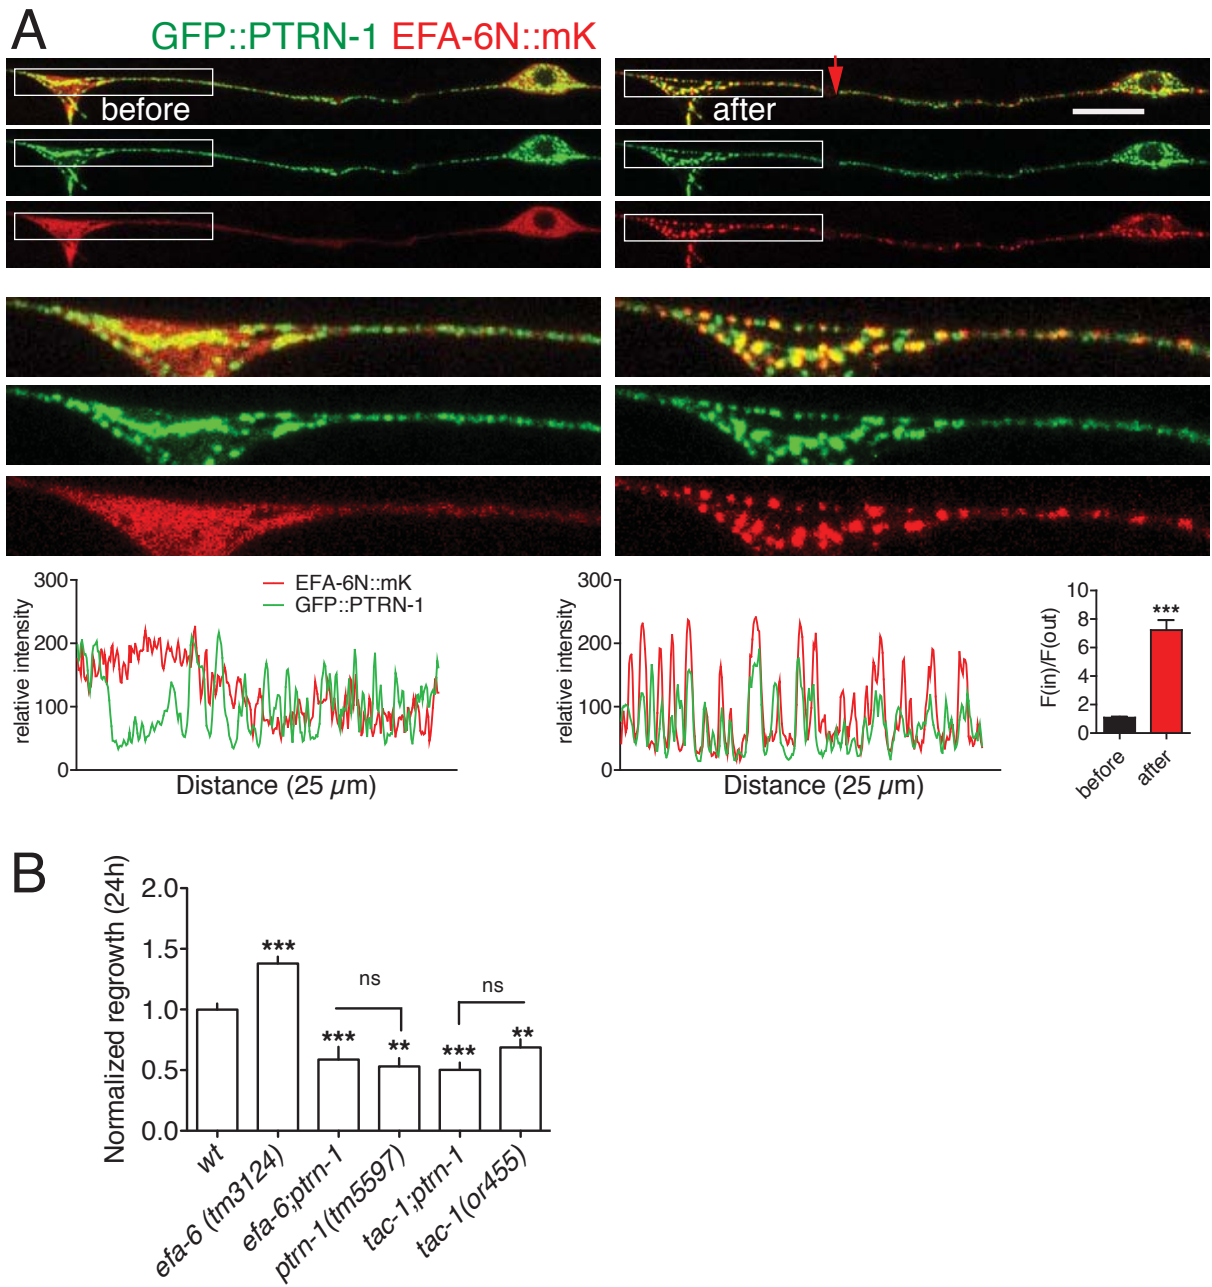 A
GFP::PTRN-1 EFA-6N::mK
before
after
300
200
100
0
relative intensity
EFA-6N::mK
GFP::PTRN-1
Distance (25 µm)
300
200
100
0
relative intensity
Distance (25 µm)
10
8
6
4
2
0
F(in)/F(out)
***
before
after
B
Normalized regrowth (24h)
2.0
1.5
1.0
0.5
0.0
***
ns
ns
***
**
***
**
wt
efa-6 (tm3124)
efa-6;ptrn-1
ptrn-1(tm5597)
tac-1;ptrn-1
tac-1(or455)